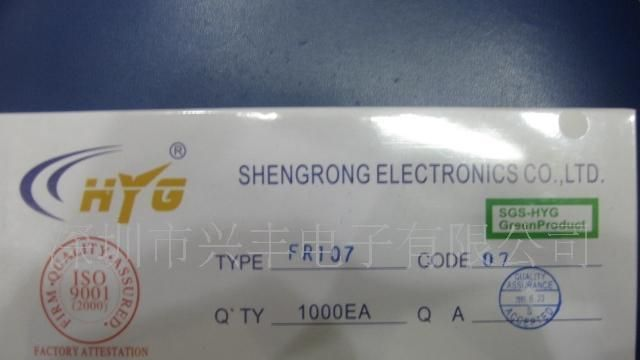 HYG ®
SHENGRONG ELECTRONICS CO.,LTD.
SGS-HYG
GreenProduct
深圳市兴丰电子有限公司
TYPE FR107 CODE 07
Q'TY 1000EA Q A
FIRM·QUALITY·ASSURED.
ISO
9001
(2000)
FACTORY ATTESTATION
QUALITY
ASSURANCE
ACCEPTED